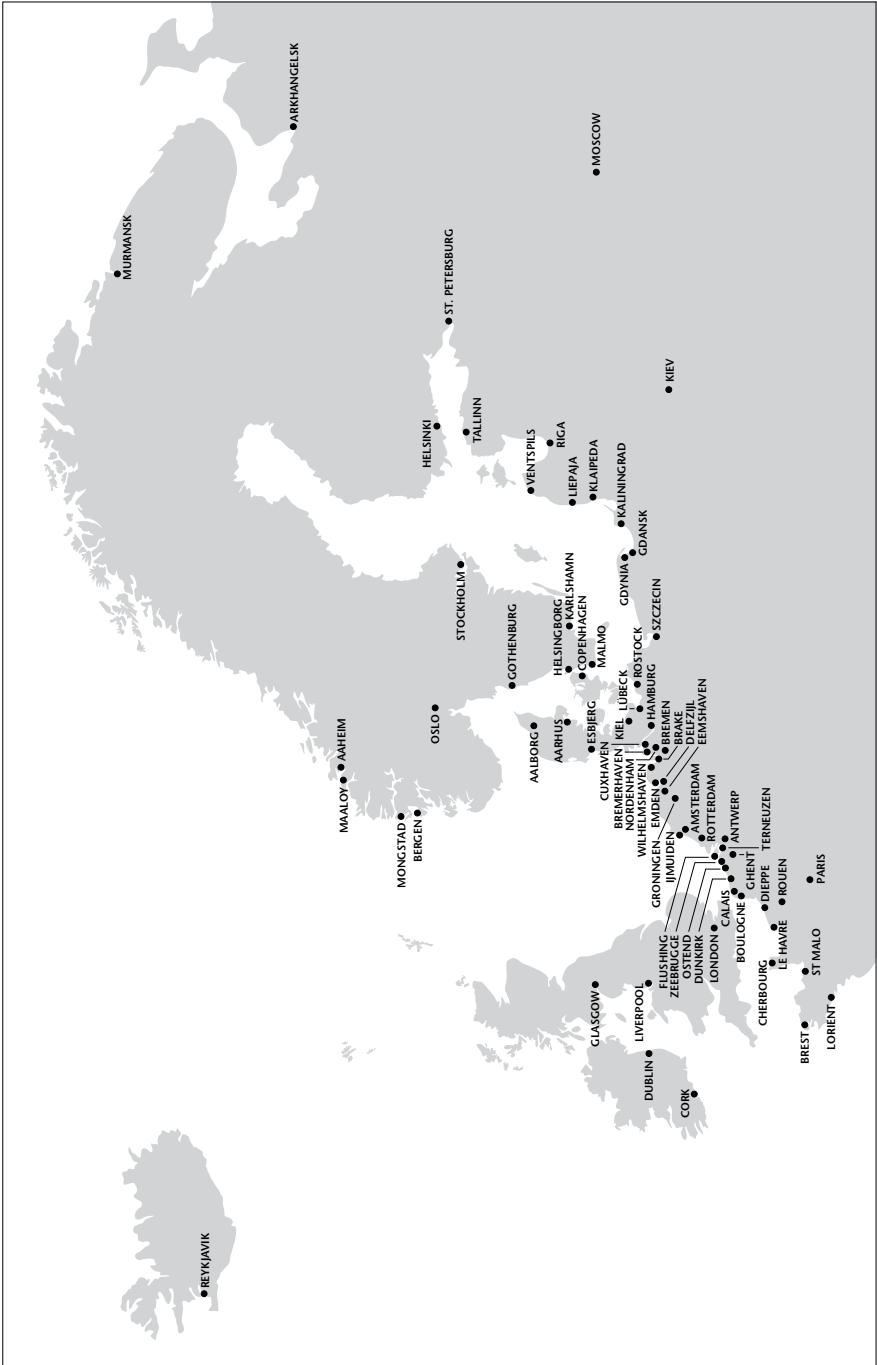 REYKJAVIK
MURMANSK
ARKHANGELSK
MAALOY
AAHEIM
MONGSTAD
BERGEN
OSLO
HELSINKI
ST. PETERSBURG
TALLINN
STOCKHOLM
GOTHENBURG
VENTSPILS
RIGA
LIEPAJA
KLAIPEDA
MOSCOW
AALBORG
AARHUS
ESBJERG
HELSINGBORG
KARLSHAMN
COPENHAGEN
MALMO
KALININGRAD
GDYNIA
GDANSK
KIEV
GLASGOW
CUXHAVEN
KIEL
LÜBECK
ROSTOCK
SZCZECIN
BREMERHAVEN
HAMBURG
NORDENHAM
BREMEN
WILHELMSHAVEN
BRAKE
EMDEN
DELFZIJL
EEMSHAVEN
GRONINGEN
DUBLIN
LIVERPOOL
IJMUIDEN
AMSTERDAM
ROTTERDAM
CORK
FLUSHING
ZEEBRUGGE
OSTEND
DUNKIRK
LONDON
ANTWERP
CALAIS
TERNEUZEN
BOULOGNE
GHENT
DIEPPE
CHERBOURG
LE HAVRE
ROUEN
BREST
ST MALO
PARIS
LORIENT